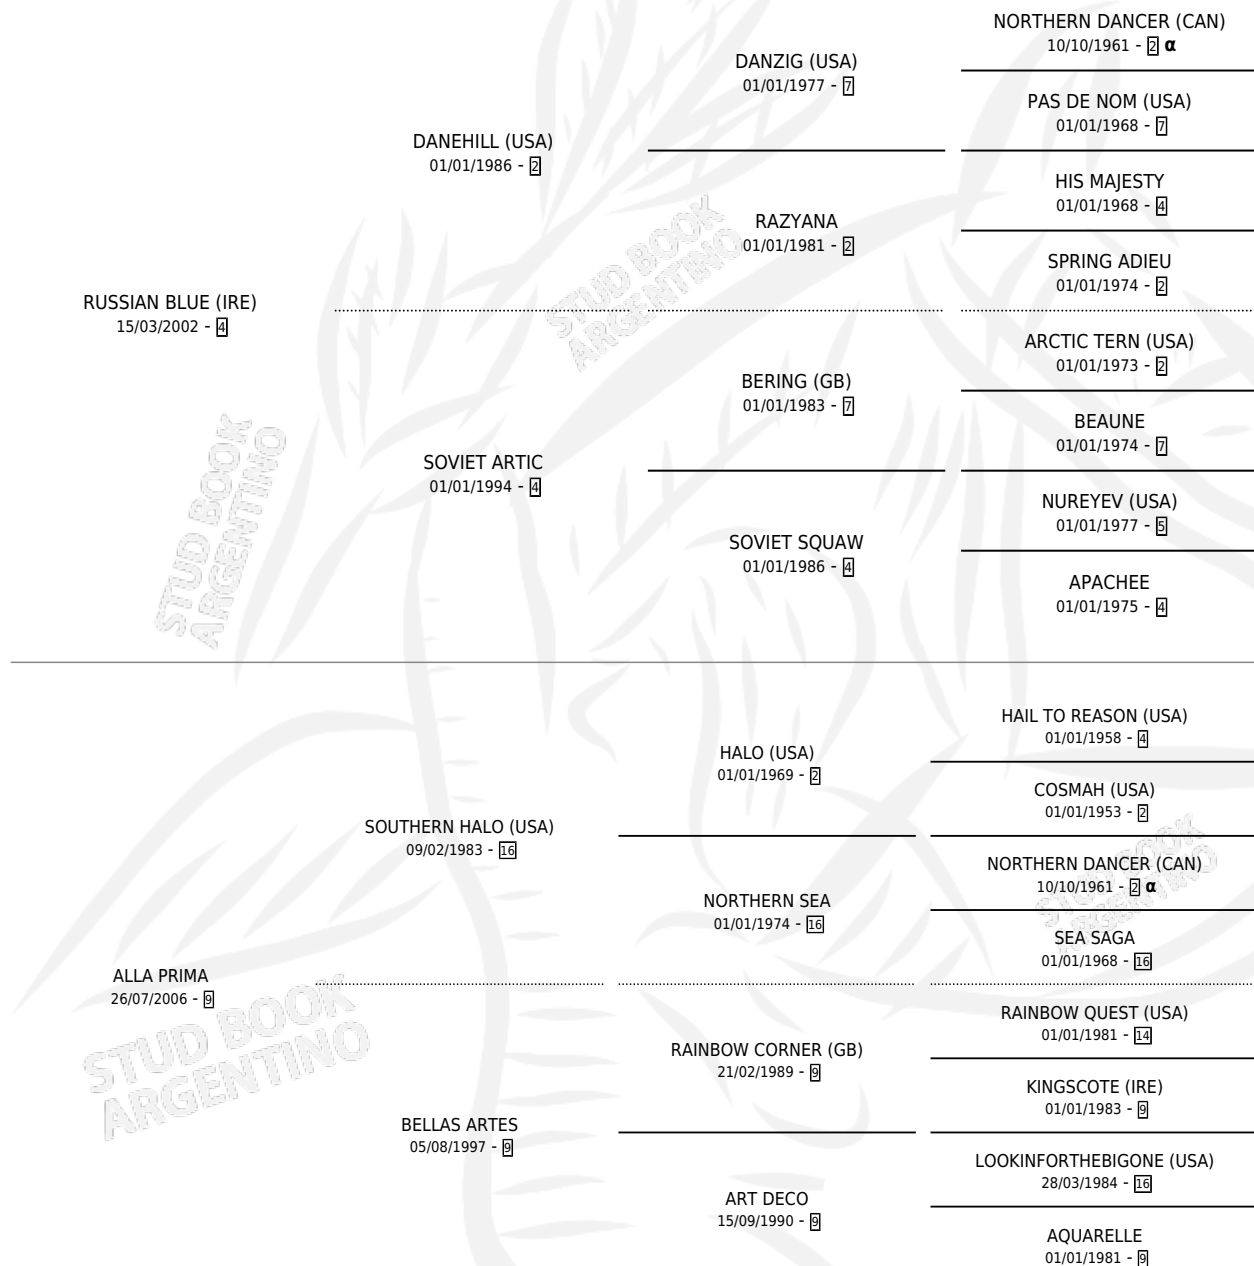 NORTHERN DANCER (CAN)
10/10/1961 - 2 α
DANZIG (USA)
01/01/1977 - 7
PAS DE NOM (USA)
01/01/1968 - 7
DANEHILL (USA)
01/01/1986 - 2
HIS MAJESTY
01/01/1968 - 4
RAZYANA
01/01/1981 - 2
SPRING ADIEU
01/01/1974 - 2
RUSSIAN BLUE (IRE)
15/03/2002 - 4
ARCTIC TERN (USA)
01/01/1973 - 2
BERING (GB)
01/01/1983 - 7
BEAUNE
01/01/1974 - 7
SOVIET ARTIC
01/01/1994 - 4
NUREYEV (USA)
01/01/1977 - 5
SOVIET SQUAW
01/01/1986 - 4
APACHEE
01/01/1975 - 4
HAIL TO REASON (USA)
01/01/1958 - 4
HALO (USA)
01/01/1969 - 2
COSMAH (USA)
01/01/1953 - 2
SOUTHERN HALO (USA)
09/02/1983 - 16
NORTHERN DANCER (CAN)
10/10/1961 - 2 α
NORTHERN SEA
01/01/1974 - 16
SEA SAGA
01/01/1968 - 16
ALLA PRIMA
26/07/2006 - 9
RAINBOW QUEST (USA)
01/01/1981 - 14
RAINBOW CORNER (GB)
21/02/1989 - 9
KINGSCOTE (IRE)
01/01/1983 - 9
BELLAS ARTES
05/08/1997 - 9
LOOKINFORTHEBIGONE (USA)
28/03/1984 - 16
ART DECO
15/09/1990 - 9
AQUARELLE
01/01/1981 - 9
STUD BOOK
ARGENTINO
STUD BOOK
ARGENTINO
STUD BOOK
ARGENTINO
STUD BOOK
ARGENTINO